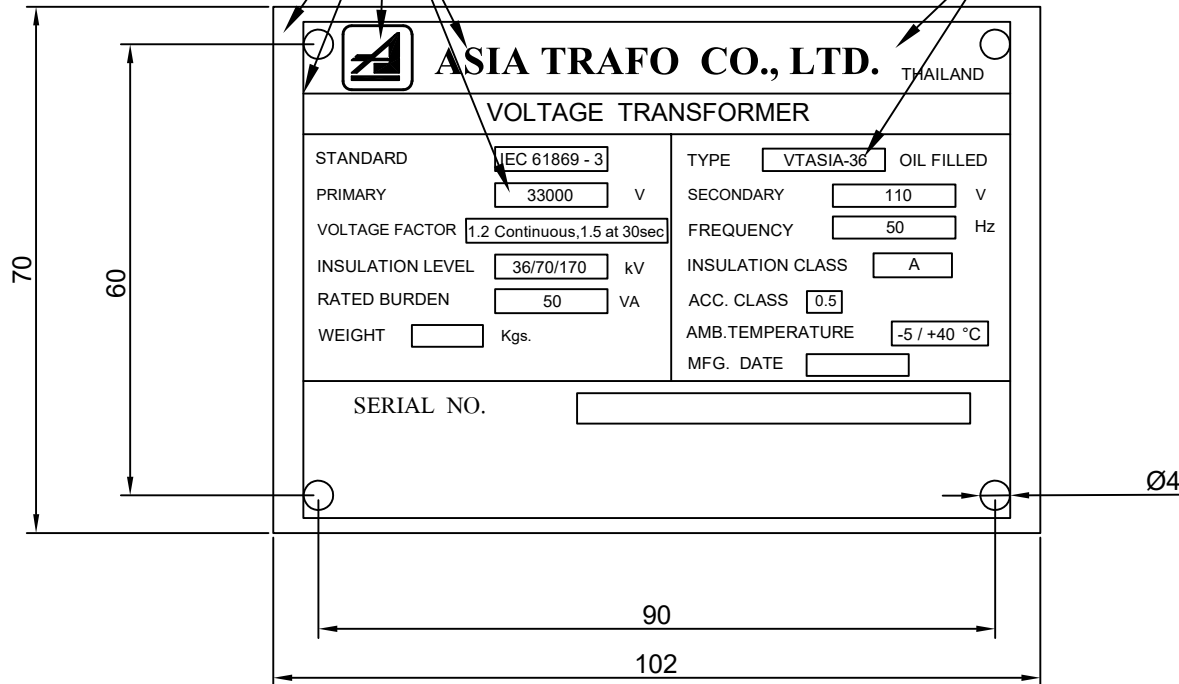 ASIA TRAFO CO., LTD. THAILAND
VOLTAGE TRANSFORMER
STANDARD IEC 61869 - 3
PRIMARY 33000 V
VOLTAGE FACTOR 1.2 Continuous,1.5 at 30sec
INSULATION LEVEL 36/70/170 kV
RATED BURDEN 50 VA
WEIGHT Kgs.
TYPE VTASIA-36 OIL FILLED
SECONDARY 110 V
FREQUENCY 50 Hz
INSULATION CLASS A
ACC. CLASS 0.5
AMB.TEMPERATURE -5 / +40 °C
MFG. DATE
SERIAL NO.
70
60
Ø4
90
102